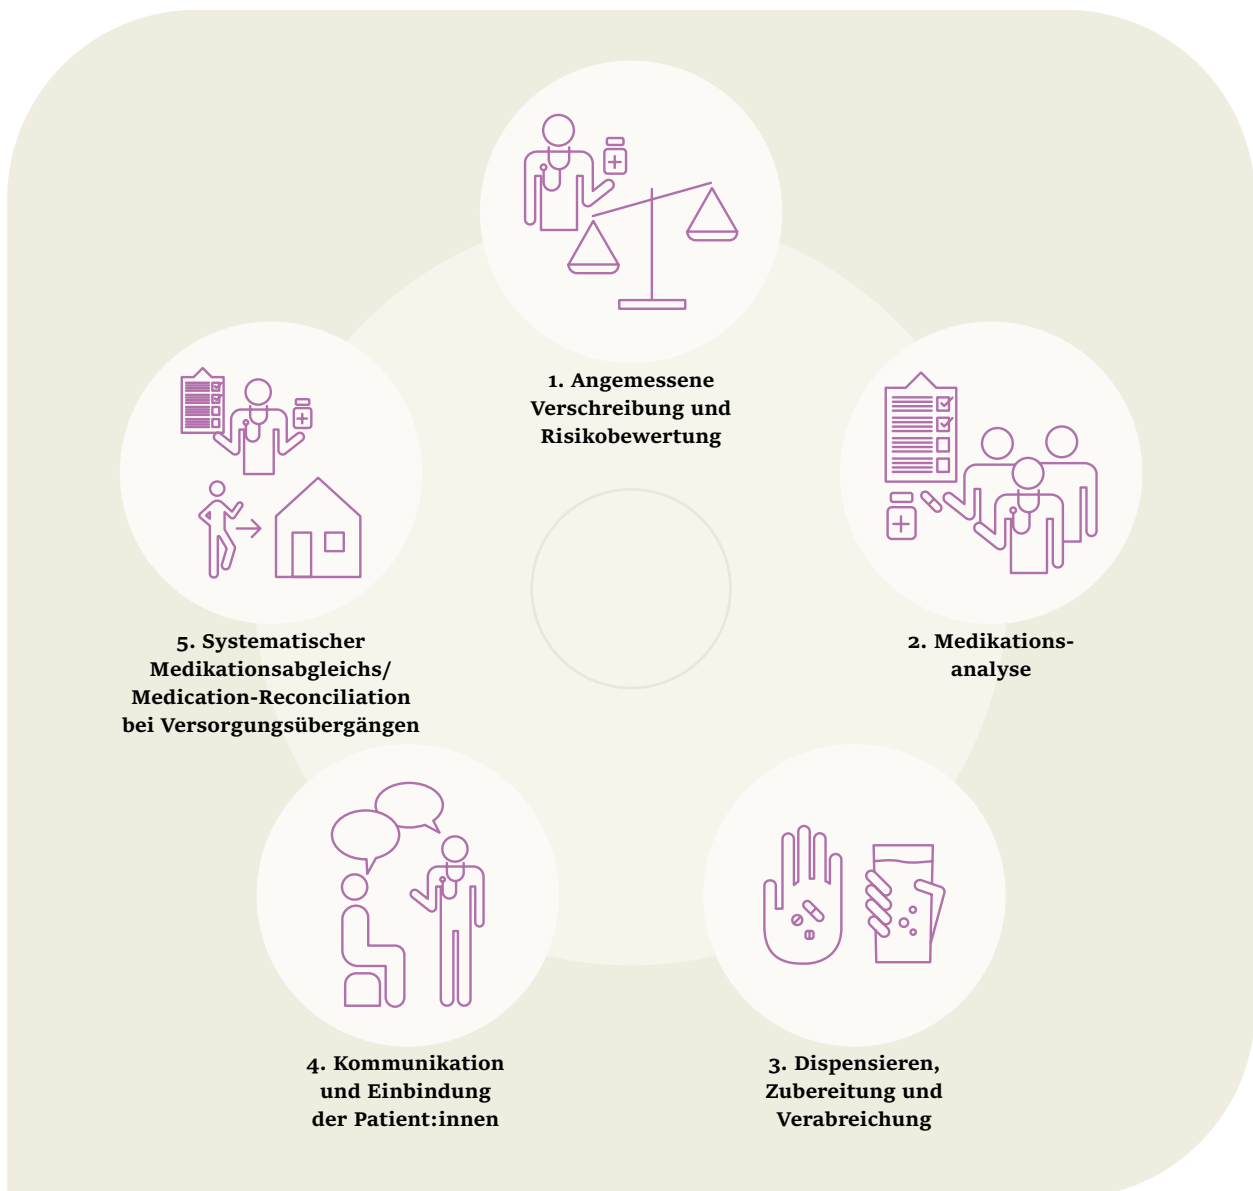 1. Angemessene
Verschreibung und
Risikobewertung
2. Medikations-
analyse
3. Dispensieren,
Zubereitung und
Verabreichung
4. Kommunikation
und Einbindung
der Patient:innen
5. Systematischer
Medikationsabgleichs/
Medication-Reconciliation
bei Versorgungsübergängen